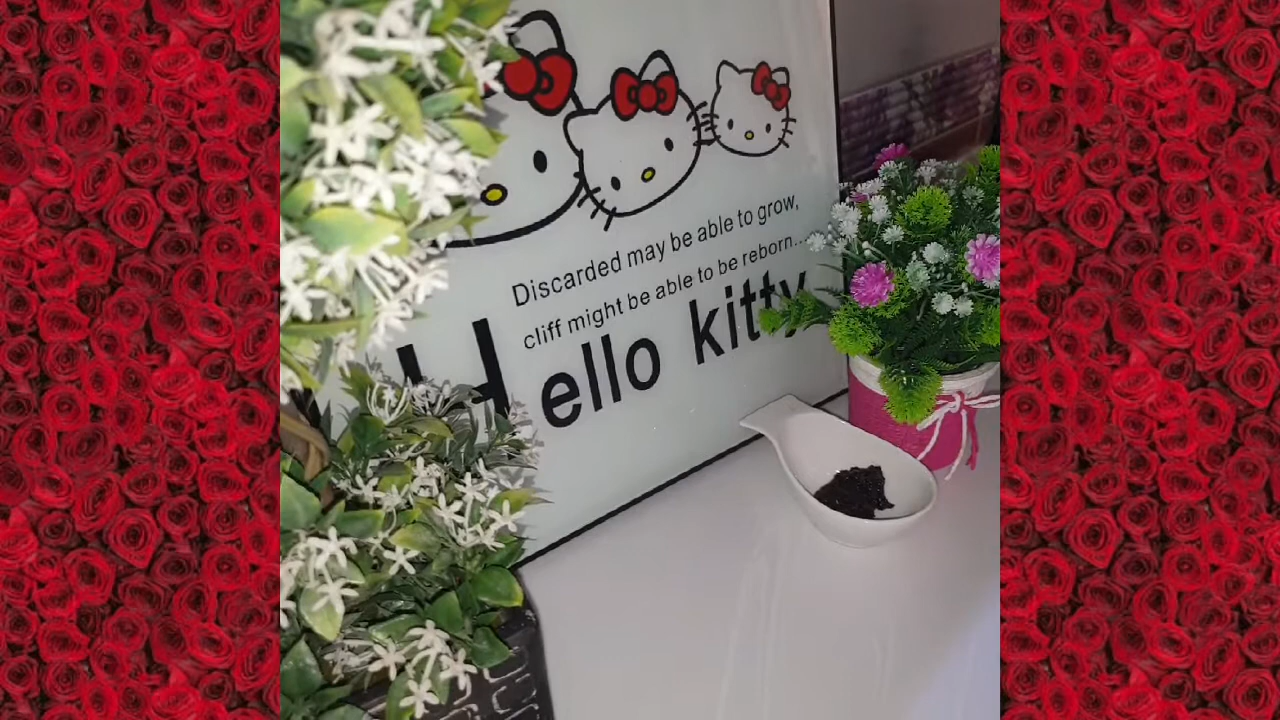 Discarded may be able to grow,
cliff might be able to be reborn...
Hello kitty